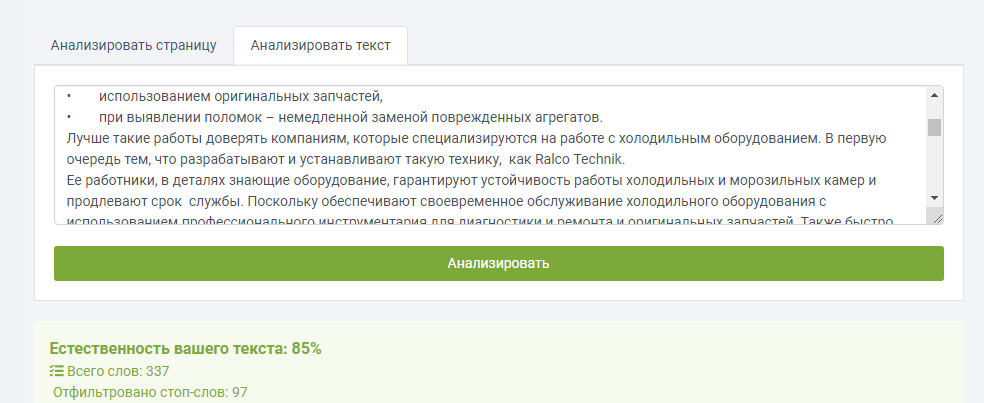 Анализировать страницу Анализировать текст
• использованием оригинальных запчастей,
• при выявлении поломок – немедленной заменой поврежденных агрегатов.
Лучше такие работы доверять компаниям, которые специализируются на работе с холодильным оборудованием. В первую
очередь тем, что разрабатывают и устанавливают такую технику, как Ralco Technik.
Ее работники, в деталях знающие оборудование, гарантируют устойчивость работы холодильных и морозильных камер и
продлевают срок службы. Поскольку обеспечивают своевременное обслуживание холодильного оборудования с
использованием профессионального инструментария для диагностики и ремонта и оригинальных запчастей. Также быстро
Анализировать
Естественность вашего текста: 85%
Всего слов: 337
Отфильтровано стоп-слов: 97